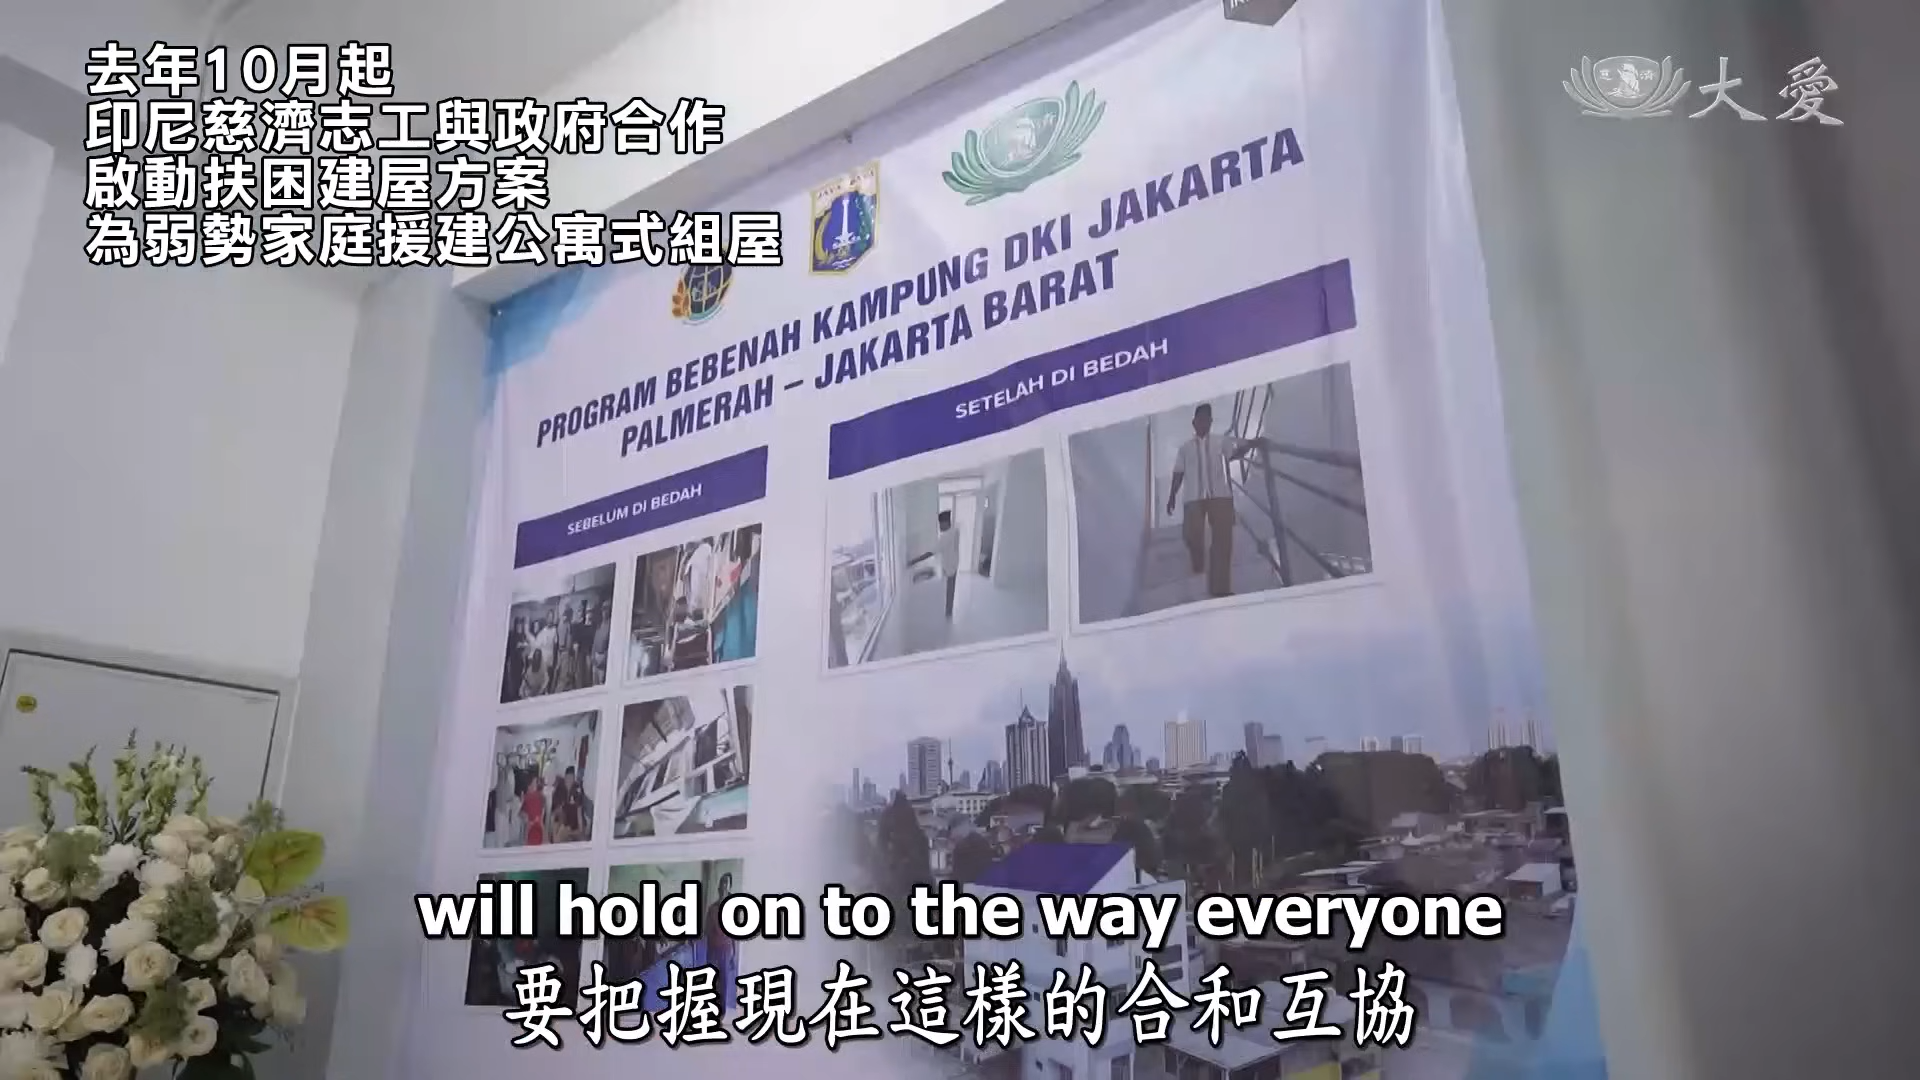 去年10月起
印尼慈濟志工與政府合作
啟動扶困建屋方案
為弱勢家庭援建公寓式組屋
大愛
PROGRAM BEBENAH KAMPUNG DKI JAKARTA
PALMERAH – JAKARTA BARAT
SEBELUM DI BEDAH
SETELAH DI BEDAH
will hold on to the way everyone
要把握現在這樣的合和互協